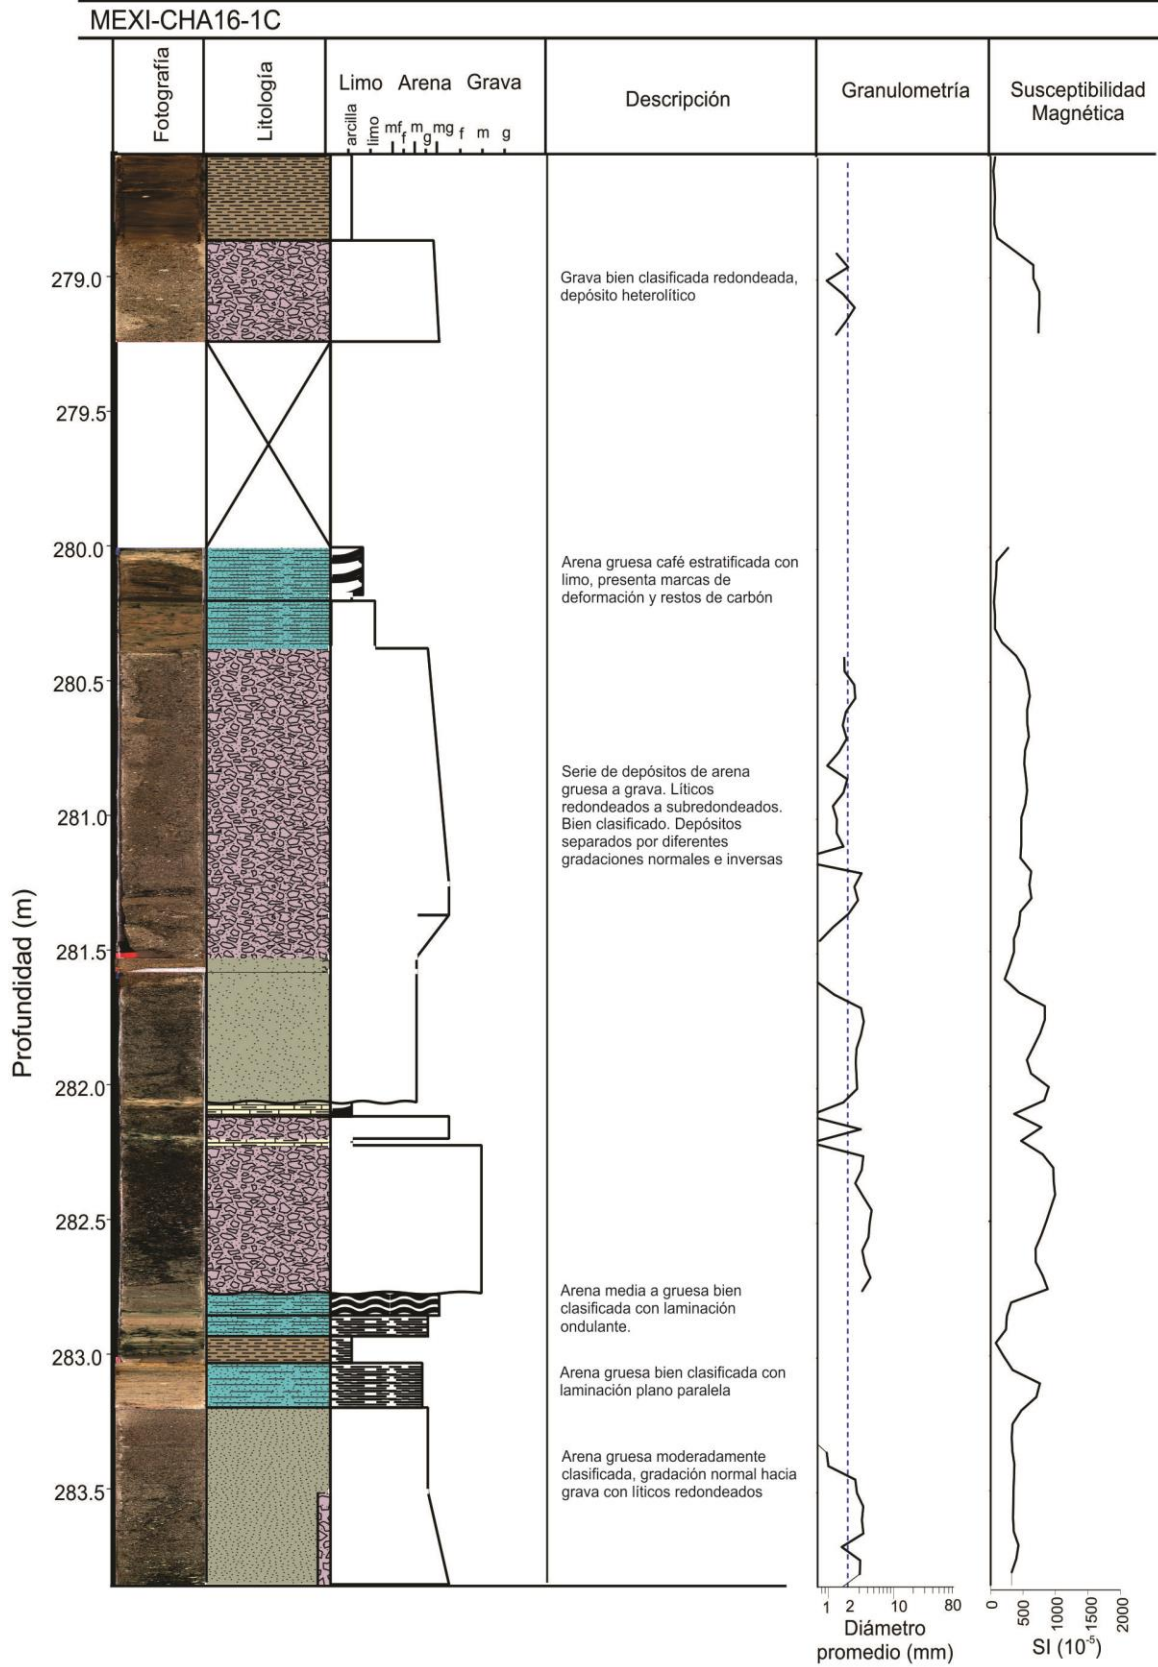 MEXI-CHA16-1C
Fotografía
Litología
Limo Arena Grava
arcilla
limo
mf
f
m
g
mg
f
m
g
Descripción
Granulometría
Susceptibilidad
Magnética
Profundidad (m)
279.0
279.5
280.0
280.5
281.0
281.5
282.0
282.5
283.0
283.5
Grava bien clasificada redondeada,
depósito heterolítico
Arena gruesa café estratificada con
limo, presenta marcas de
deformación y restos de carbón
Serie de depósitos de arena
gruesa a grava. Líticos
redondeados a subredondeados.
Bien clasificado. Depósitos
separados por diferentes
gradaciones normales e inversas
Arena media a gruesa bien
clasificada con laminación
ondulante.
Arena gruesa bien clasificada con
laminación plano paralela
Arena gruesa moderadamente
clasificada, gradación normal hacia
grava con líticos redondeados
1 2 10 80
Diámetro
promedio (mm)
0 500 1000 1500 2000
SI (10⁻⁵)